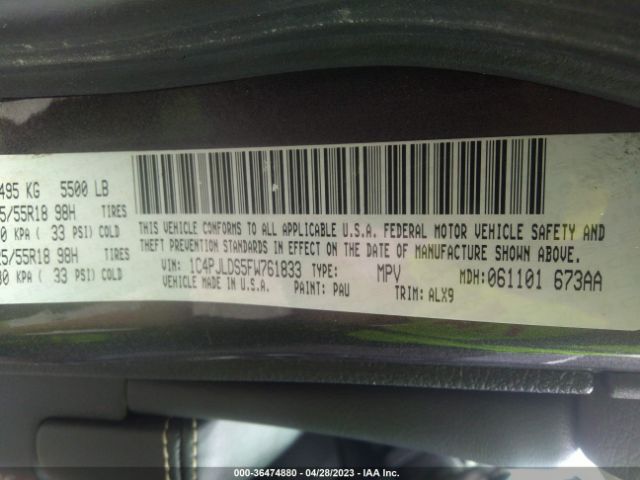 495 KG 5500 LB
5/55R18 98H TIRES
0 KPA ( 33 PSI) COLD
5/55R18 98H TIRES
30 KPA ( 33 PSI) COLD
THIS VEHICLE CONFORMS TO ALL APPLICABLE U.S.A. FEDERAL MOTOR VEHICLE SAFETY AND
THEFT PREVENTION STANDARDS IN EFFECT ON THE DATE OF MANUFACTURE SHOWN ABOVE.
VIN: 1C4PJLDS5FW761833 TYPE: MPV MDH: 061101 673AA
VEHICLE MADE IN U.S.A. PAINT: PAU TRIM: ALX9
000-36474880 - 04/28/2023 - IAA Inc.